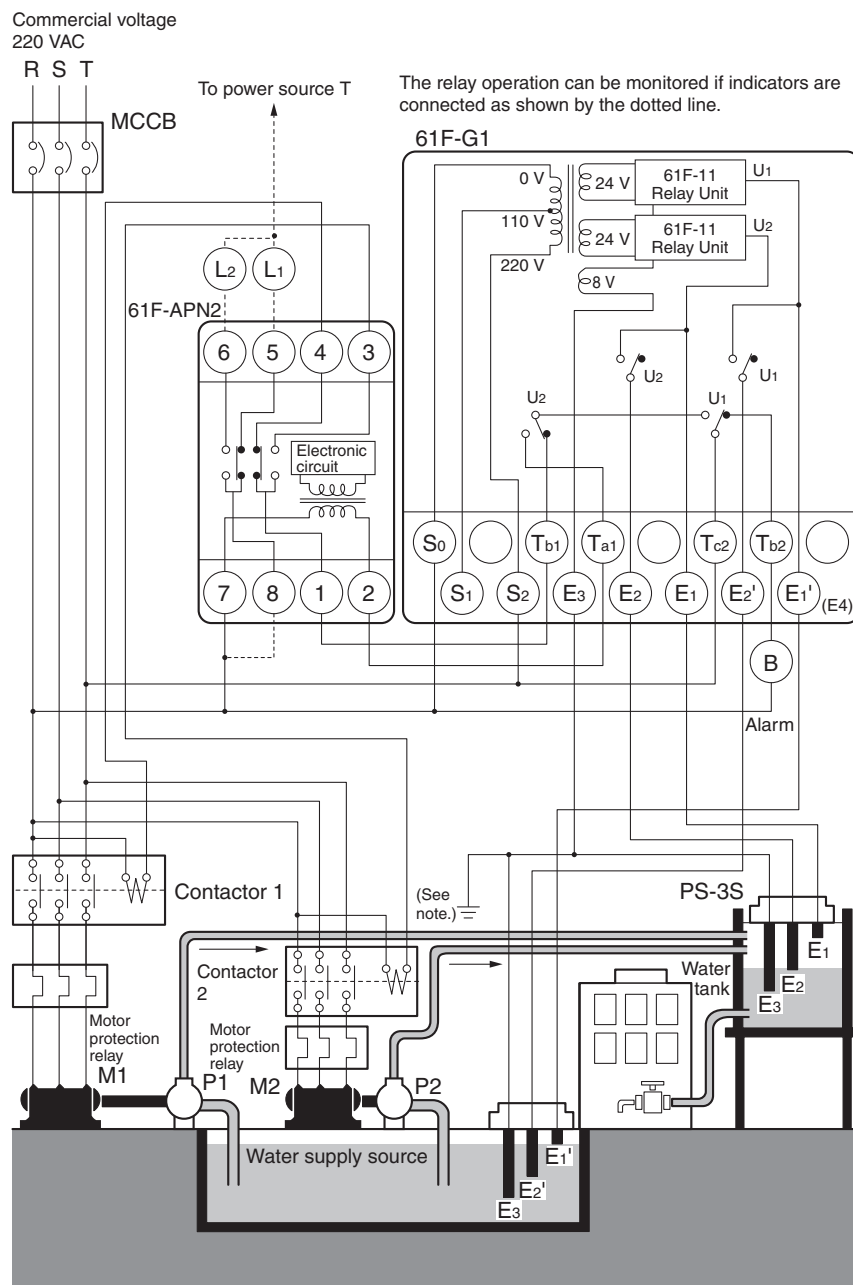 Commercial voltage
220 VAC
R S T
MCCB
To power source T
The relay operation can be monitored if indicators are
connected as shown by the dotted line.
61F-G1
0 V
24 V
61F-11
Relay Unit
U1
110 V
24 V
61F-11
Relay Unit
U2
220 V
8 V
L2 L1
61F-APN2
6 5 4 3
U2
U1
U2
U1
Electronic
circuit
S0 Tb1 Ta1 Tc2 Tb2
7 8 1 2
S1 S2 E3 E2 E1 E2' E1' (E4)
B
Alarm
Contactor 1
(See
note.)
PS-3S
Contactor
2
Water
tank
E1
E2
E3
Motor
protection
relay
Motor
protection
relay
M1 P1 M2 P2
Water supply source
E1'
E2'
E3